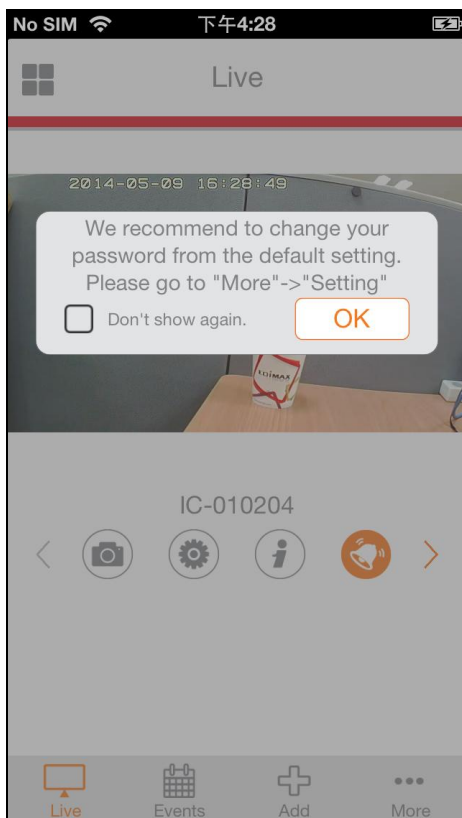 No SIM 下午4:28
Live
2014-05-09 16:28:49
We recommend to change your
password from the default setting.
Please go to "More"->"Setting"
Don't show again. OK
EDIMAX
IC-010204
Live Events Add More